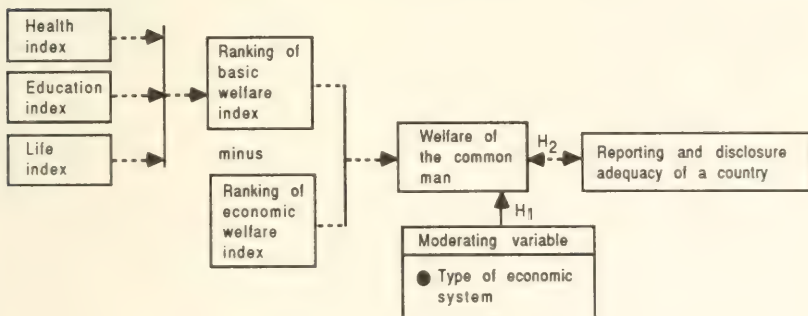 Health
index
Education
index
Life
index
Ranking of
basic
welfare
index
minus
Ranking of
economic
welfare
index
Welfare of
the common
man
H2
Reporting and disclosure
adequacy of a country
H1
Moderating variable
● Type of economic
system